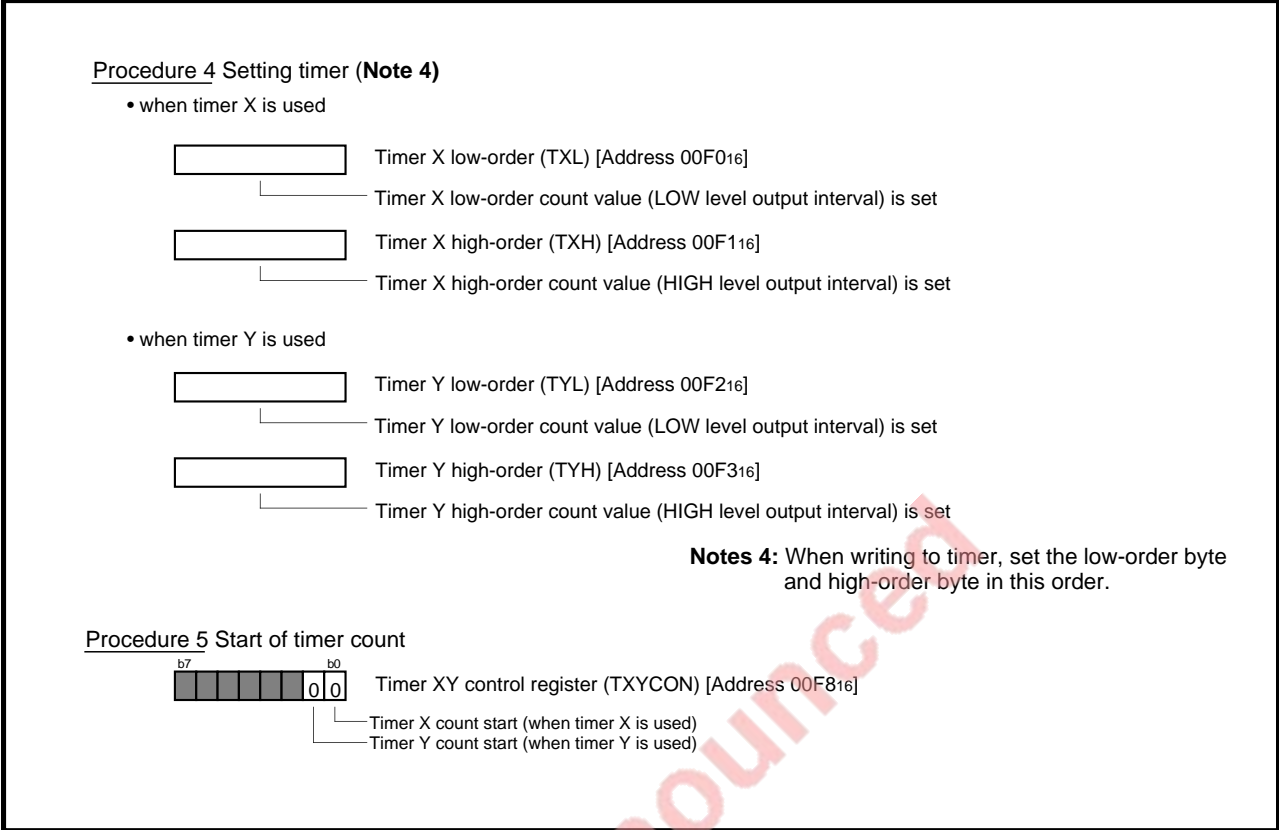 Procedure 4 Setting timer (Note 4)
• when timer X is used
Timer X low-order (TXL) [Address 00F016]
Timer X low-order count value (LOW level output interval) is set
Timer X high-order (TXH) [Address 00F116]
Timer X high-order count value (HIGH level output interval) is set
• when timer Y is used
Timer Y low-order (TYL) [Address 00F216]
Timer Y low-order count value (LOW level output interval) is set
Timer Y high-order (TYH) [Address 00F316]
Timer Y high-order count value (HIGH level output interval) is set
Notes 4: When writing to timer, set the low-order byte
and high-order byte in this order.
Procedure 5 Start of timer count
b7 b0
0 0 Timer XY control register (TXYCON) [Address 00F816]
Timer X count start (when timer X is used)
Timer Y count start (when timer Y is used)
ounced